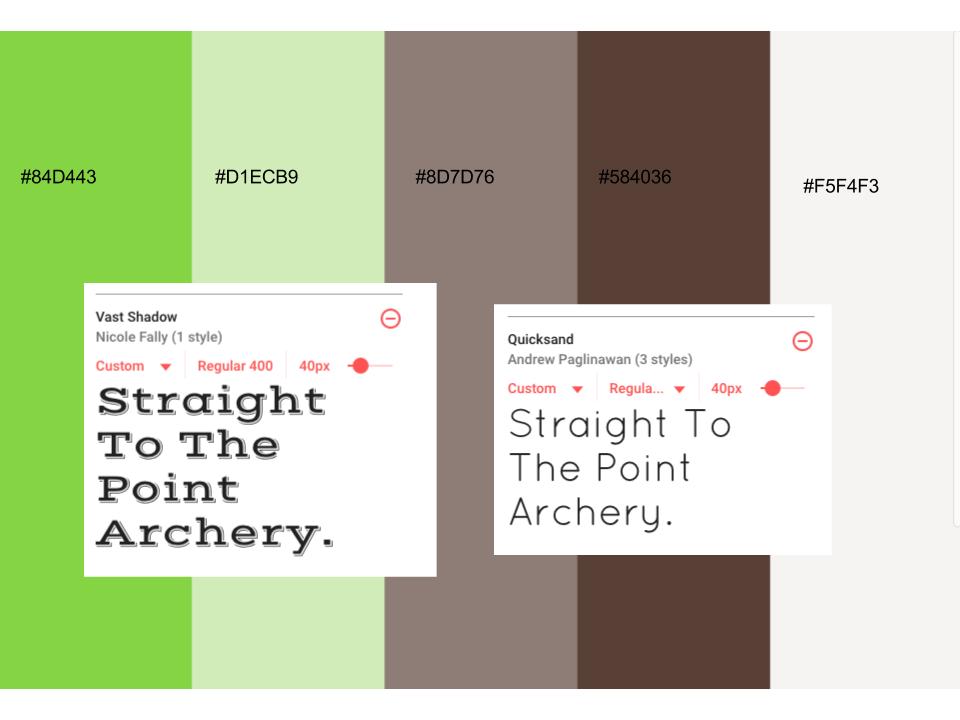 #84D443
#D1ECB9
#8D7D76
#584036
#F5F4F3
Vast Shadow
Nicole Fally (1 style)
Custom Regular 400 40px
Straight
To The
Point
Archery.
Quicksand
Andrew Paglinawan (3 styles)
Custom Regula... 40px
Straight To
The Point
Archery.